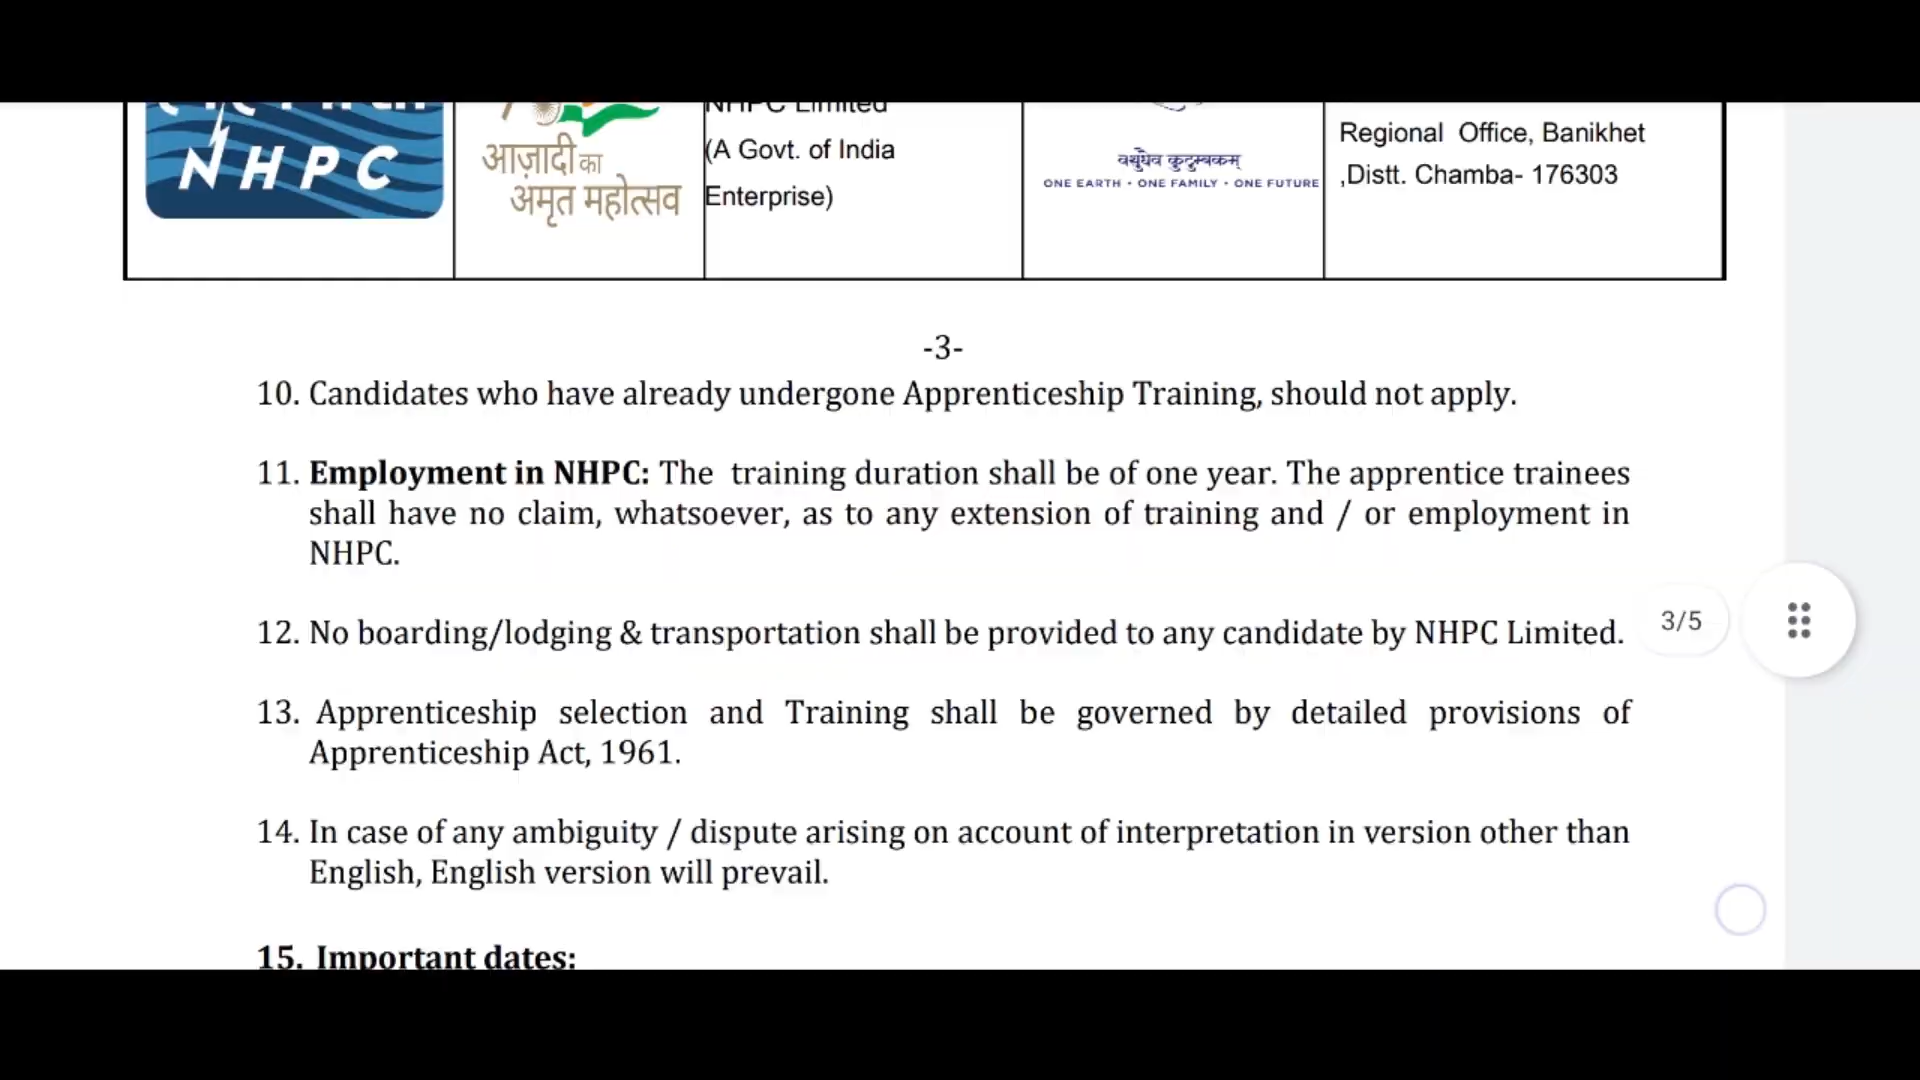 NHPC
आज़ादी का
अमृत महोत्सव
NHPC Limited
(A Govt. of India
Enterprise)
वसुधैव कुटुम्बकम्
ONE EARTH • ONE FAMILY • ONE FUTURE
Regional Office, Banikhet
,Distt. Chamba- 176303
-3-
10. Candidates who have already undergone Apprenticeship Training, should not apply.
11. Employment in NHPC: The training duration shall be of one year. The apprentice trainees
shall have no claim, whatsoever, as to any extension of training and / or employment in
NHPC.
12. No boarding/lodging & transportation shall be provided to any candidate by NHPC Limited.
3/5
13. Apprenticeship selection and Training shall be governed by detailed provisions of
Apprenticeship Act, 1961.
14. In case of any ambiguity / dispute arising on account of interpretation in version other than
English, English version will prevail.
15. Important dates: